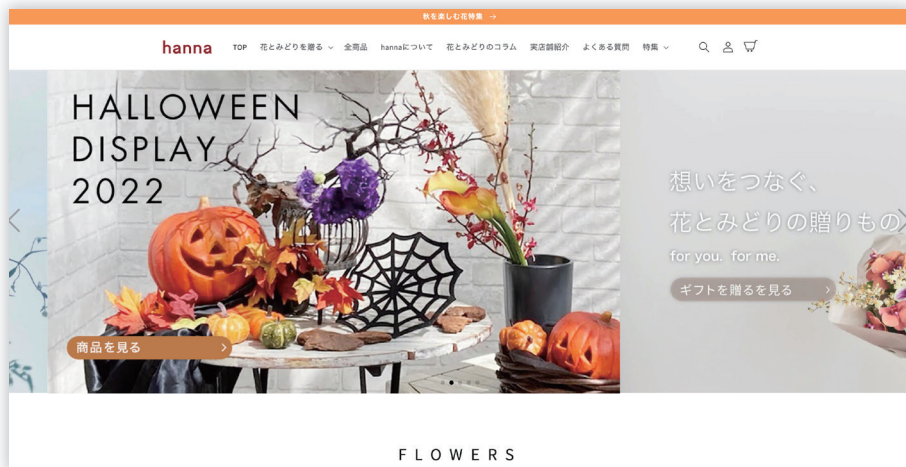 秋を楽しむ花特集 →
hanna
TOP 花とみどりを贈る 全商品 hannaについて 花とみどりのコラム 実店舗紹介 よくある質問 特集
HALLOWEEN
DISPLAY
2022
商品を見る
想いをつなぐ、
花とみどりの贈りもの
for you. for me.
ギフトを贈るを見る
FLOWERS